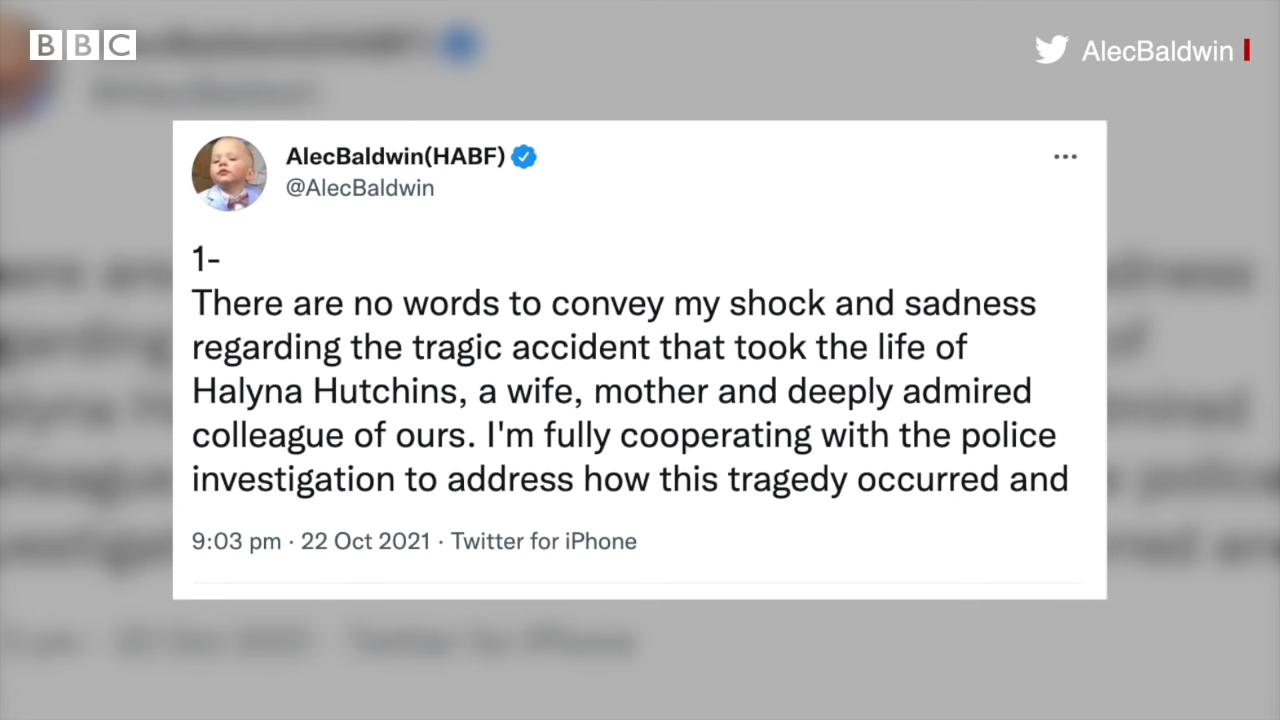 BBC
AlecBaldwin
AlecBaldwin(HABF)
@AlecBaldwin
1-
There are no words to convey my shock and sadness
regarding the tragic accident that took the life of
Halyna Hutchins, a wife, mother and deeply admired
colleague of ours. I'm fully cooperating with the police
investigation to address how this tragedy occurred and
9:03 pm · 22 Oct 2021 · Twitter for iPhone